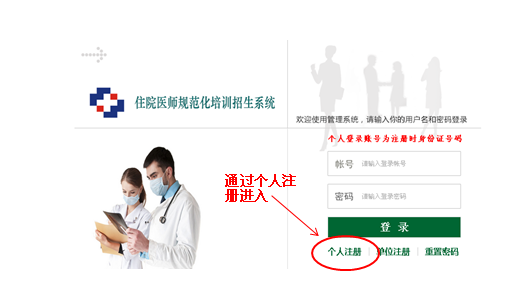 住院医师规范化培训招生系统
欢迎使用管理系统，请输入你的用户名和密码登录
个人登录账号为注册时身份证号码
帐号 请输入登录帐号
密码 请输入登录密码
登 录
个人注册 | 单位注册 | 重置密码
通过个人注
册进入